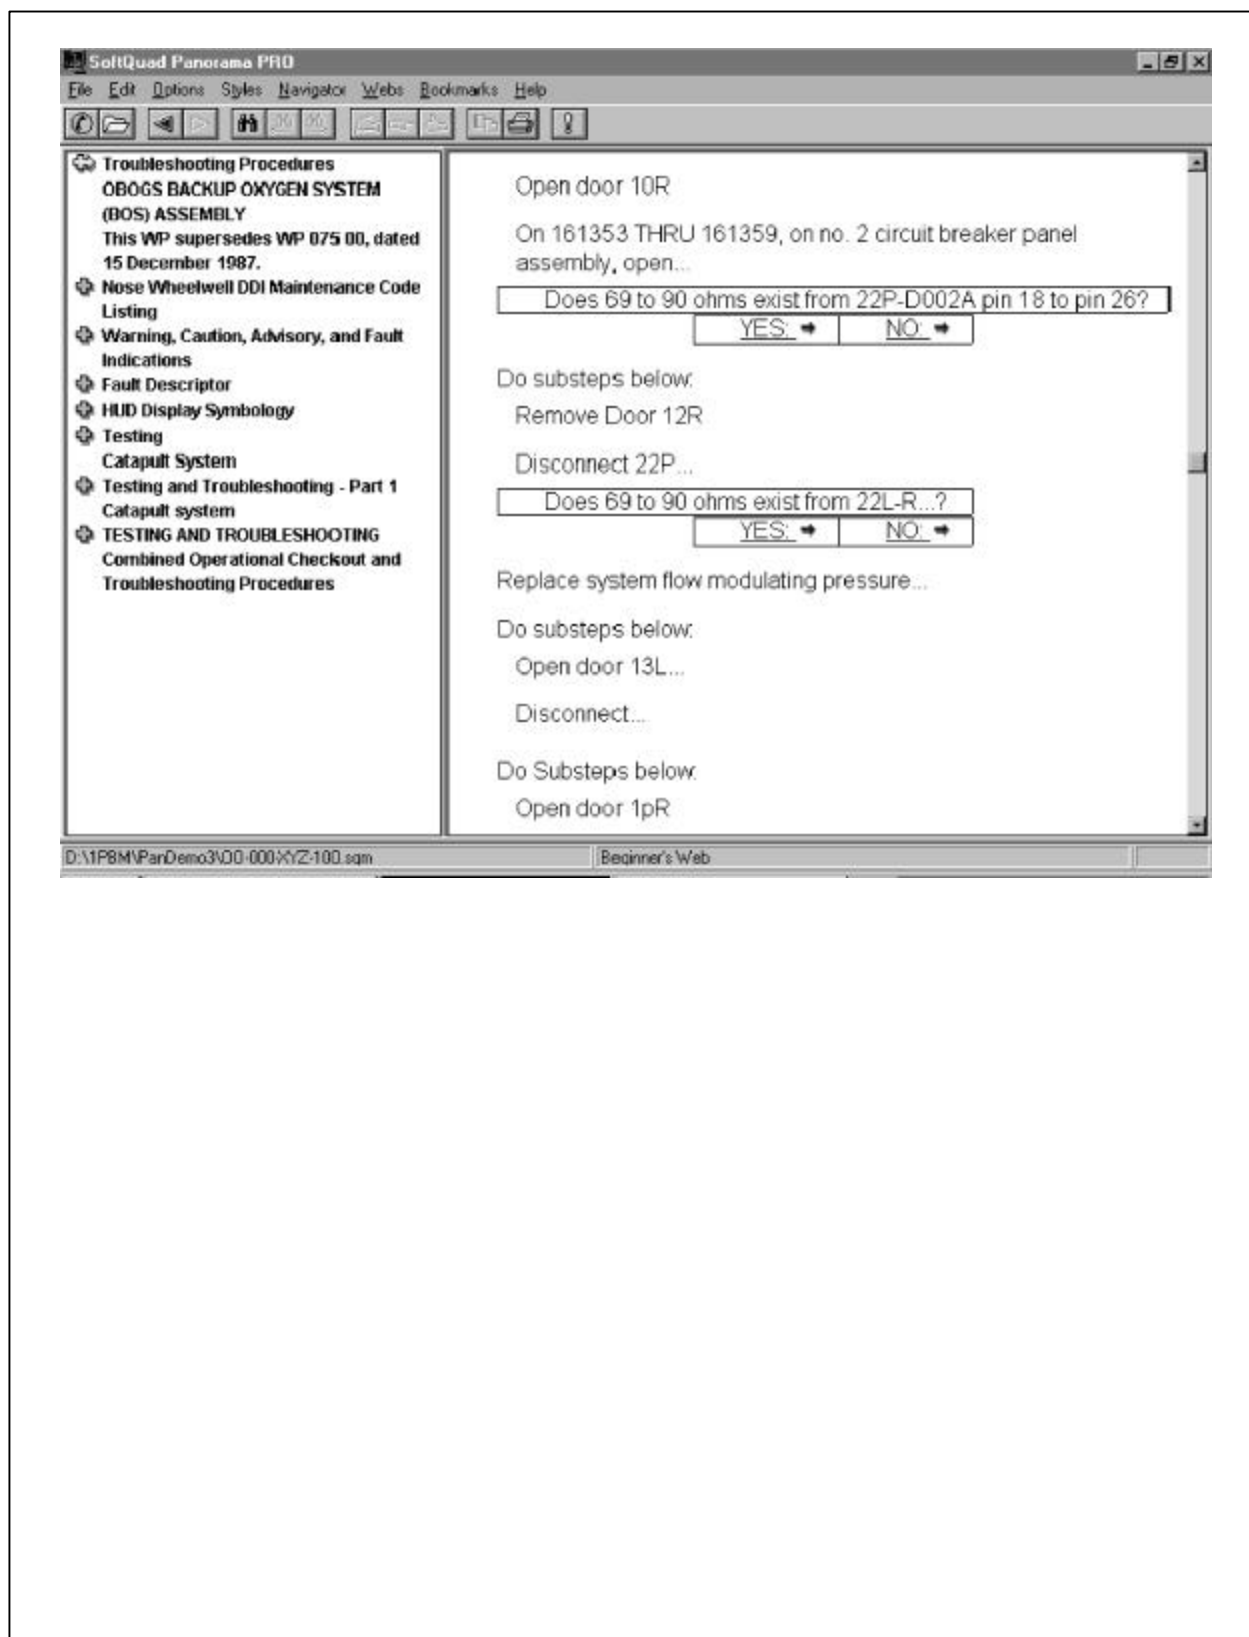 SoftQuad Panorama PRO
File Edit Options Styles Navigator Webs Bookmarks Help
Troubleshooting Procedures
OBOGS BACKUP OXYGEN SYSTEM
(BOS) ASSEMBLY
This WP supersedes WP 075 00, dated
15 December 1987.
Nose Wheelwell DDI Maintenance Code
Listing
Warning, Caution, Advisory, and Fault
Indications
Fault Descriptor
HUD Display Symbology
Testing
Catapult System
Testing and Troubleshooting - Part 1
Catapult system
TESTING AND TROUBLESHOOTING
Combined Operational Checkout and
Troubleshooting Procedures
Open door 10R
On 161353 THRU 161359, on no. 2 circuit breaker panel
assembly, open...
Does 69 to 90 ohms exist from 22P-D002A pin 18 to pin 26?
YES: NO:
Do substeps below:
Remove Door 12R
Disconnect 22P...
Does 69 to 90 ohms exist from 22L-R...?
YES: NO:
Replace system flow modulating pressure...
Do substeps below:
Open door 13L...
Disconnect...
Do Substeps below:
Open door 1pR
D:\1PBM\PanDemo3\OO-000-XYZ-100.sgm Beginner's Web